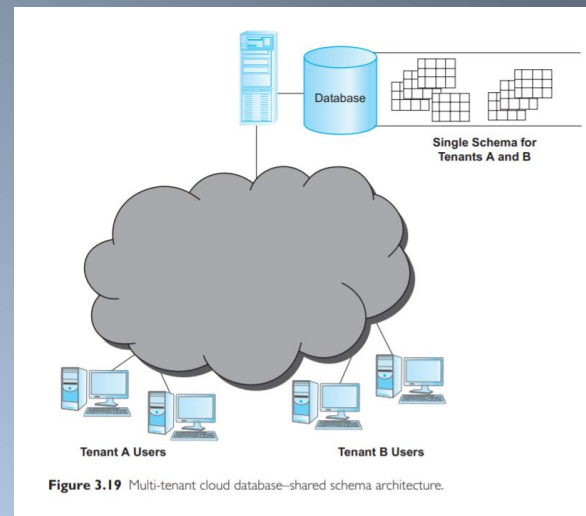 Database
Single Schema for
Tenants A and B
Tenant A Users
Tenant B Users
Figure 3.19 Multi-tenant cloud database–shared schema architecture.